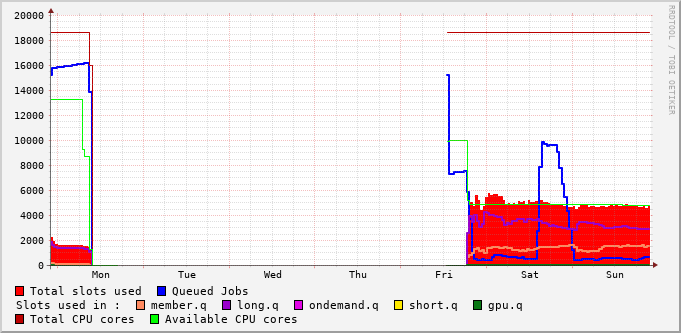 20000
18000
16000
14000
12000
10000
8000
6000
4000
2000
0
Mon Tue Wed Thu Fri Sat Sun
RRDTOOL / TOBI OETIKER
Total slots used Queued Jobs
Slots used in : member.q long.q ondemand.q short.q gpu.q
Total CPU cores Available CPU cores